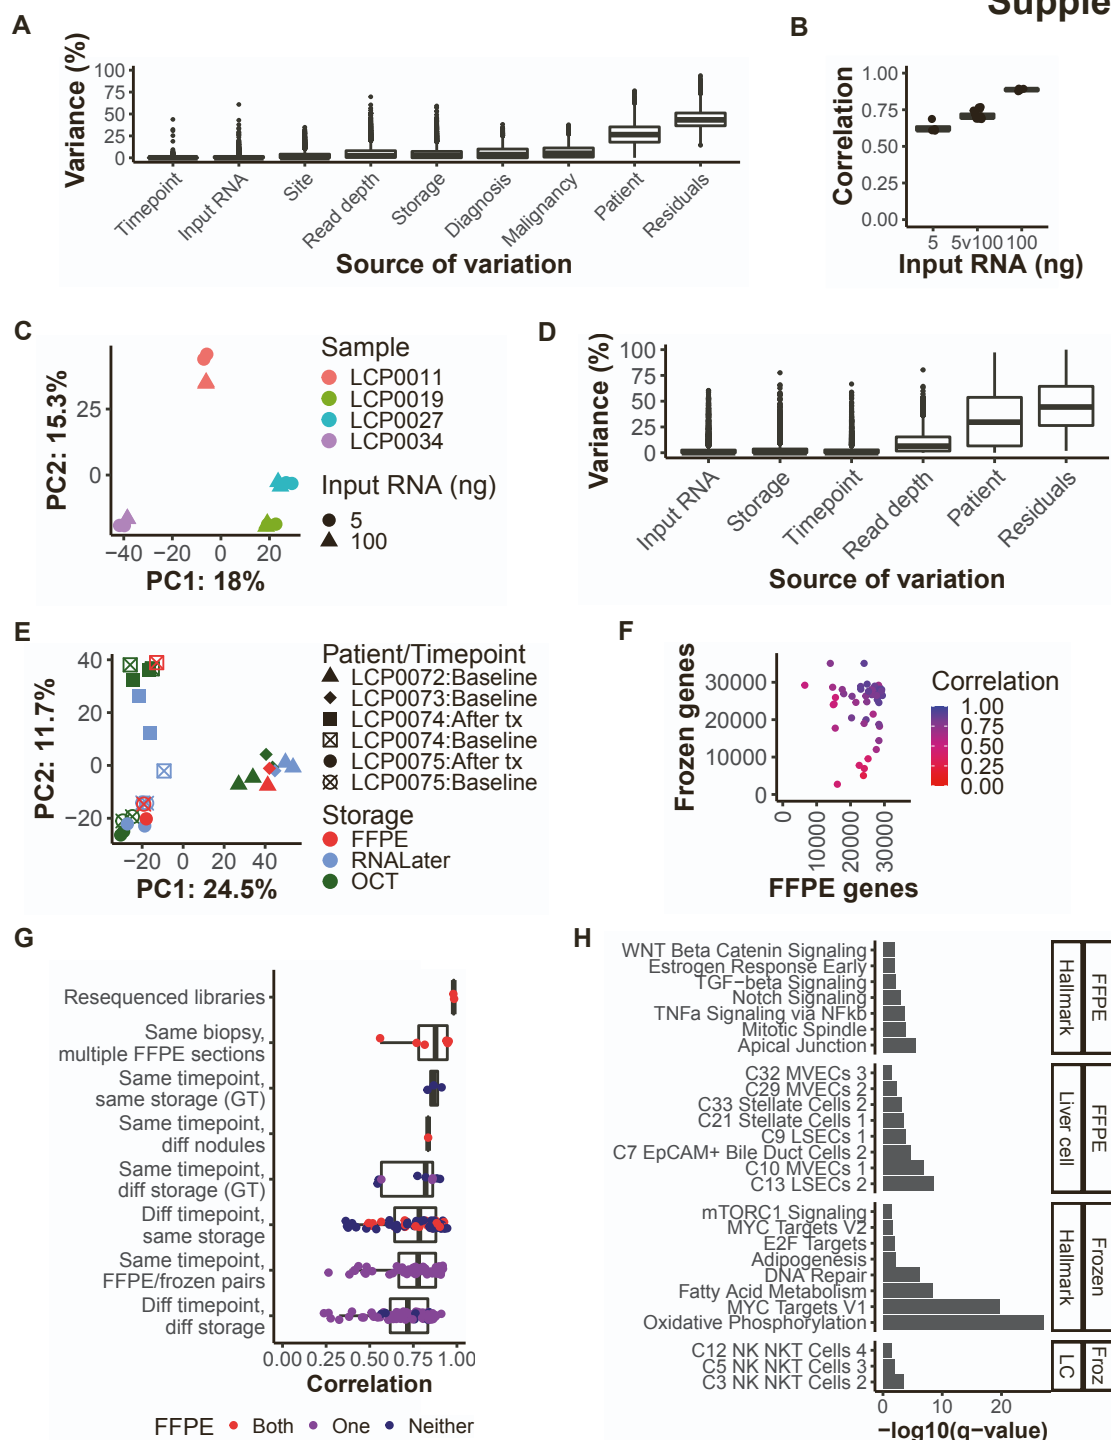 Supple
A
Variance (%)
100
75
50
25
0
Timepoint
Input RNA
Site
Read depth
Storage
Diagnosis
Malignancy
Patient
Residuals
Source of variation
B
Correlation
1.00
0.75
0.50
0.25
0.00
5 5v100 100
Input RNA (ng)
C
PC2: 15.3%
25
0
−40 −20 0 20
PC1: 18%
Sample
LCP0011
LCP0019
LCP0027
LCP0034
Input RNA (ng)
5
100
D
Variance (%)
100
75
50
25
0
Input RNA
Storage
Timepoint
Read depth
Patient
Residuals
Source of variation
E
PC2: 11.7%
40
20
0
−20
−20 0 20 40
PC1: 24.5%
Patient/Timepoint
LCP0072:Baseline
LCP0073:Baseline
LCP0074:After tx
LCP0074:Baseline
LCP0075:After tx
LCP0075:Baseline
Storage
FFPE
RNALater
OCT
F
Frozen genes
30000
20000
10000
0
0
10000
20000
30000
FFPE genes
Correlation
1.00
0.75
0.50
0.25
0.00
G
Resequenced libraries
Same biopsy,
multiple FFPE sections
Same timepoint,
same storage (GT)
Same timepoint,
diff nodules
Same timepoint,
diff storage (GT)
Diff timepoint,
same storage
Same timepoint,
FFPE/frozen pairs
Diff timepoint,
diff storage
0.00 0.25 0.50 0.75 1.00
Correlation
FFPE Both One Neither
H
WNT Beta Catenin Signaling
Estrogen Response Early
TGF−beta Signaling
Notch Signaling
TNFa Signaling via NFkb
Mitotic Spindle
Apical Junction
Hallmark
FFPE
C32 MVECs 3
C29 MVECs 2
C33 Stellate Cells 2
C21 Stellate Cells 1
C9 LSECs 1
C7 EpCAM+ Bile Duct Cells 2
C10 MVECs 1
C13 LSECs 2
Liver cell
FFPE
mTORC1 Signaling
MYC Targets V2
E2F Targets
Adipogenesis
DNA Repair
Fatty Acid Metabolism
MYC Targets V1
Oxidative Phosphorylation
Hallmark
Frozen
C12 NK NKT Cells 4
C5 NK NKT Cells 3
C3 NK NKT Cells 2
LC
Froz
0 10 20
−log10(q−value)